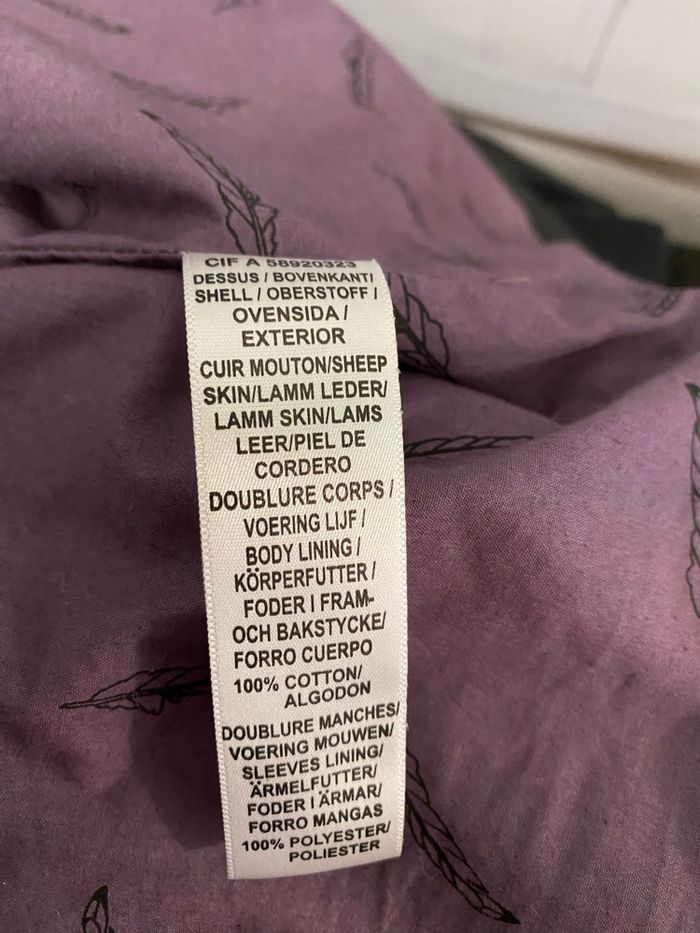 CIF A 58920323
DESSUS / BOVENKANT/
SHELL / OBERSTOFF /
OVENSIDA /
EXTERIOR
CUIR MOUTON/SHEEP
SKIN/LAMM LEDER/
LAMM SKIN/LAMS
LEER/PIEL DE
CORDERO
DOUBLURE CORPS /
VOERING LIJF /
BODY LINING /
KÖRPERFUTTER /
FODER I FRAM-
OCH BAKSTYCKE/
FORRO CUERPO
100% COTTON/
ALGODON
DOUBLURE MANCHES/
VOERING MOUWEN/
SLEEVES LINING/
ÄRMELFUTTER/
FODER I ÄRMAR/
FORRO MANGAS
100% POLYESTER/
POLIESTER